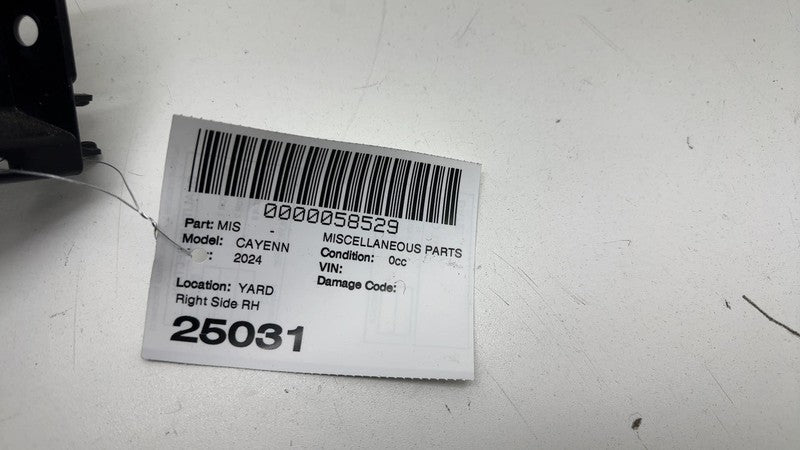 0000058529
Part: MIS - MISCELLANEOUS PARTS
Model: CAYENN Condition: 0cc
: 2024 VIN:
Damage Code:
Location: YARD
Right Side RH
25031